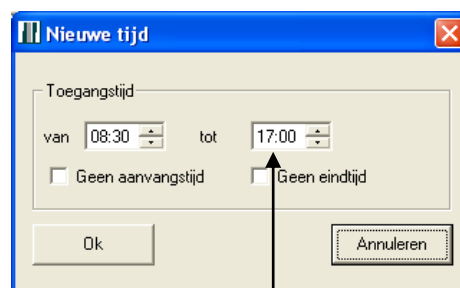 Nieuwe tijd
Toegangstijd
van 08:30 tot 17:00
Geen aanvangstijd Geen eindtijd
Ok Annuleren